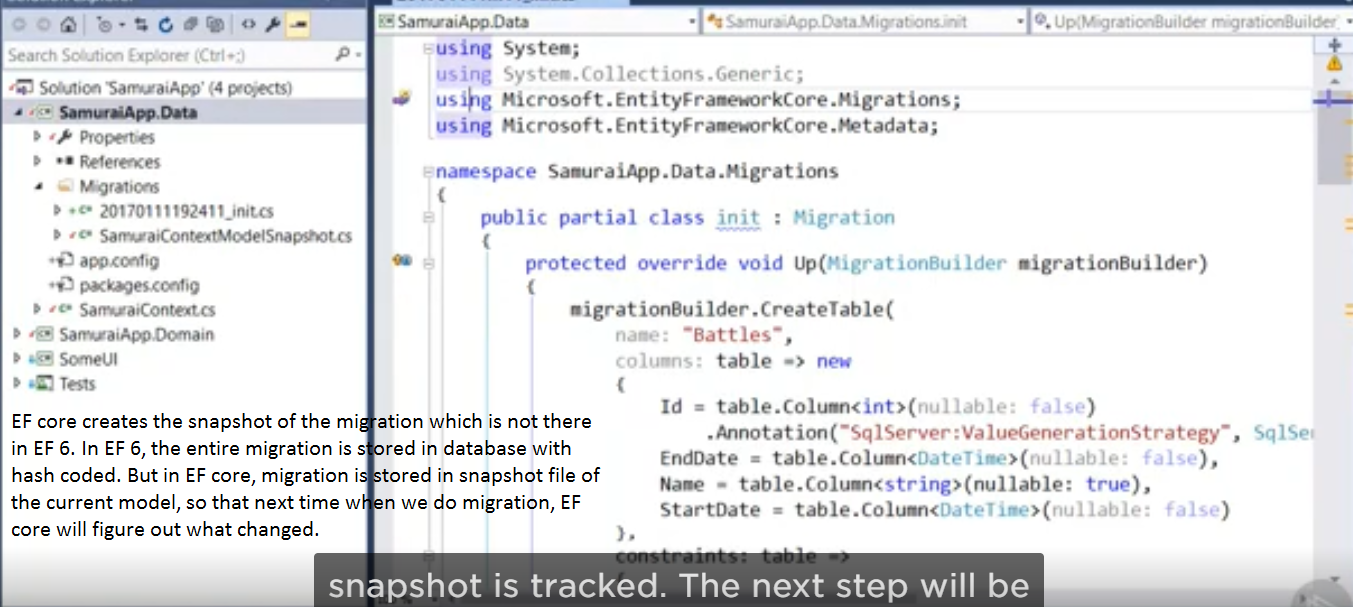 SamuraiApp.Data
SamuraiApp.Data.Migrations.init
Up(MigrationBuilder migrationBuilder)
Search Solution Explorer (Ctrl+;)
Solution 'SamuraiApp' (4 projects)
SamuraiApp.Data
Properties
References
Migrations
20170111192411_init.cs
SamuraiContextModelSnapshot.cs
app.config
packages.config
SamuraiContext.cs
SamuraiApp.Domain
SomeUI
Tests
EF core creates the snapshot of the migration which is not there
in EF 6. In EF 6, the entire migration is stored in database with
hash coded. But in EF core, migration is stored in snapshot file of
the current model, so that next time when we do migration, EF
core will figure out what changed.
using System;
using System.Collections.Generic;
using Microsoft.EntityFrameworkCore.Migrations;
using Microsoft.EntityFrameworkCore.Metadata;
namespace SamuraiApp.Data.Migrations
{
public partial class init : Migration
{
protected override void Up(MigrationBuilder migrationBuilder)
{
migrationBuilder.CreateTable(
name: "Battles",
columns: table => new
{
Id = table.Column<int>(nullable: false)
.Annotation("SqlServer:ValueGenerationStrategy", SqlSe
EndDate = table.Column<DateTime>(nullable: false),
Name = table.Column<string>(nullable: true),
StartDate = table.Column<DateTime>(nullable: false)
},
constraints: table =>
snapshot is tracked. The next step will be